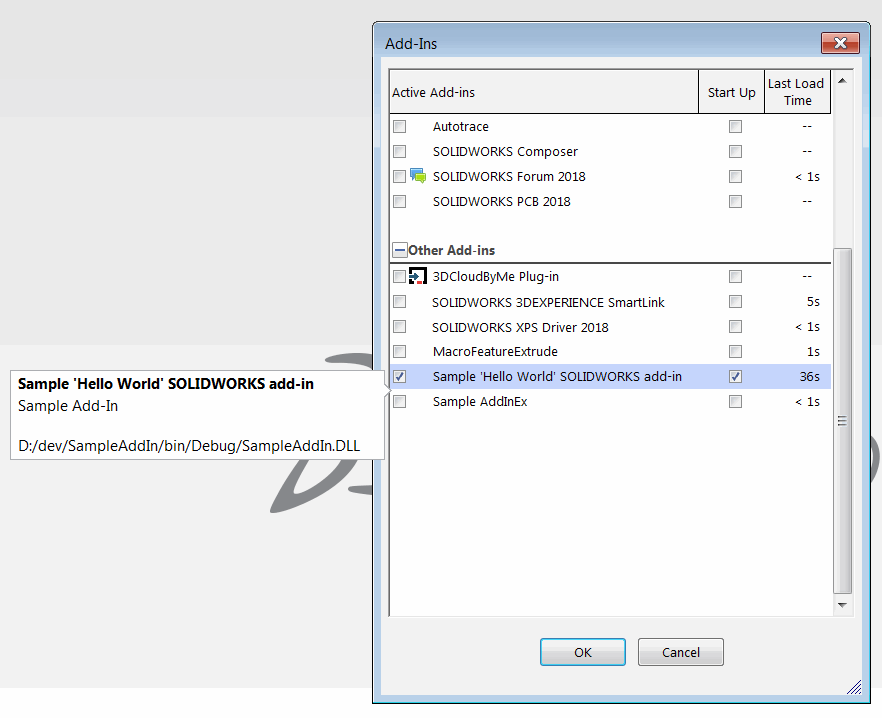 Add-Ins
Active Add-ins Start Up Last Load
Time
Autotrace --
SOLIDWORKS Composer --
SOLIDWORKS Forum 2018 < 1s
SOLIDWORKS PCB 2018 --
Other Add-ins
3DCloudByMe Plug-in --
SOLIDWORKS 3DEXPERIENCE SmartLink 5s
SOLIDWORKS XPS Driver 2018 < 1s
MacroFeatureExtrude 1s
Sample 'Hello World' SOLIDWORKS add-in 36s
Sample AddInEx < 1s
Sample 'Hello World' SOLIDWORKS add-in
Sample Add-In
D:/dev/SampleAddIn/bin/Debug/SampleAddIn.DLL
OK Cancel